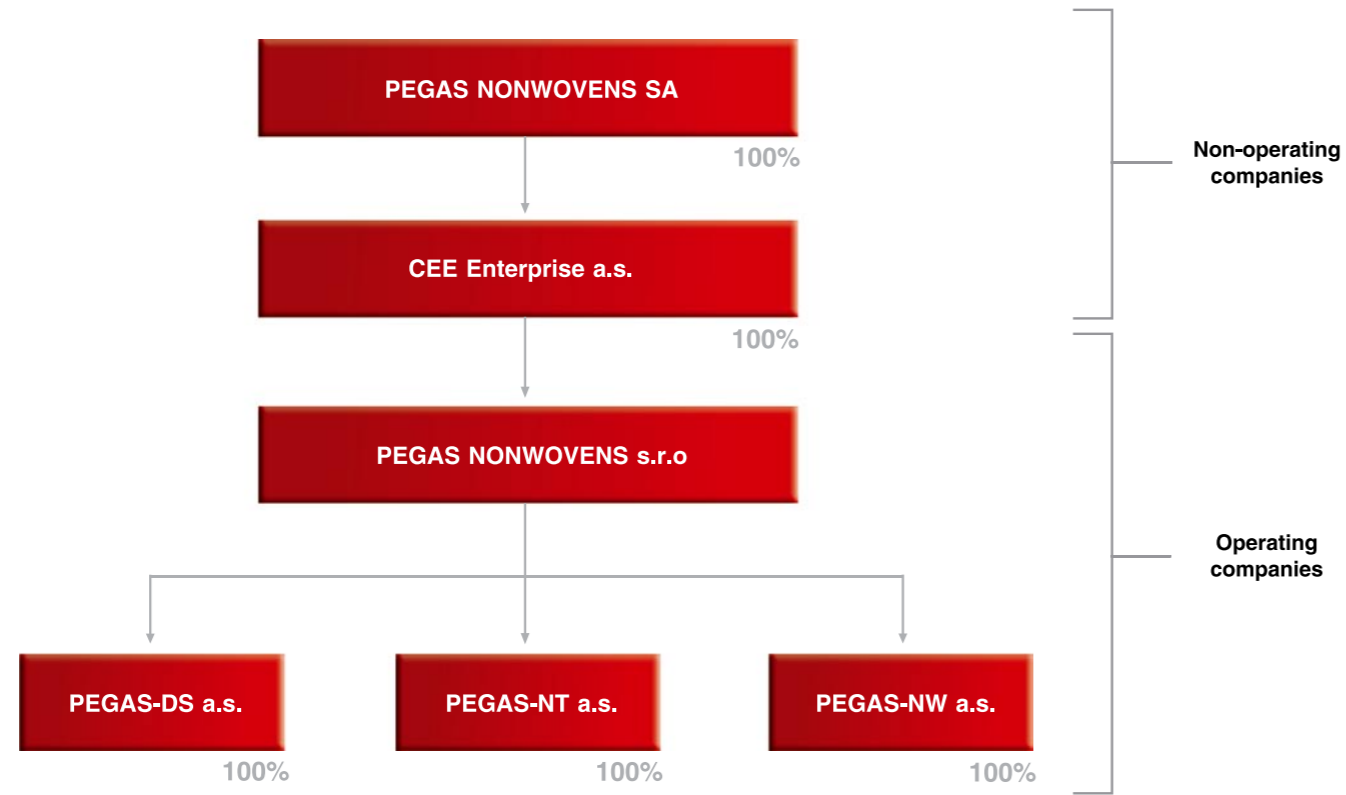 PEGAS NONWOVENS SA
100%
Non-operating
companies
CEE Enterprise a.s.
100%
PEGAS NONWOVENS s.r.o
Operating
companies
PEGAS-DS a.s.
PEGAS-NT a.s.
PEGAS-NW a.s.
100%
100%
100%